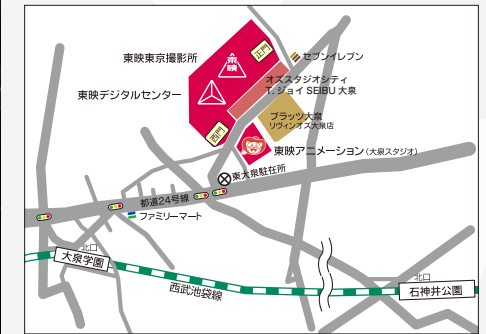 正門
東映
東映東京撮影所
セブンイレブン
オズスタジオシティ
T. ジョイ SEIBU 大泉
東映デジタルセンター
プラッツ大泉
リヴィンオズ大泉店
西門
東映アニメーション（大泉スタジオ）
東大泉駐在所
都道24号線
ファミリーマート
北口
大泉学園
西武池袋線
北口
石神井公園